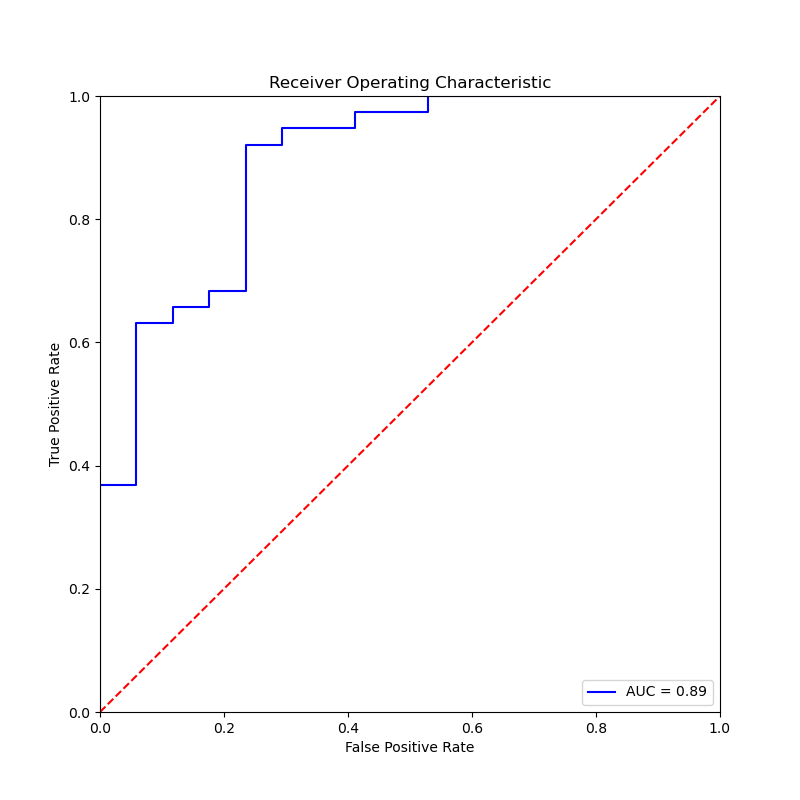 Receiver Operating Characteristic
True Positive Rate
1.0
0.8
0.6
0.4
0.2
0.0
0.0 0.2 0.4 0.6 0.8 1.0
False Positive Rate
AUC = 0.89